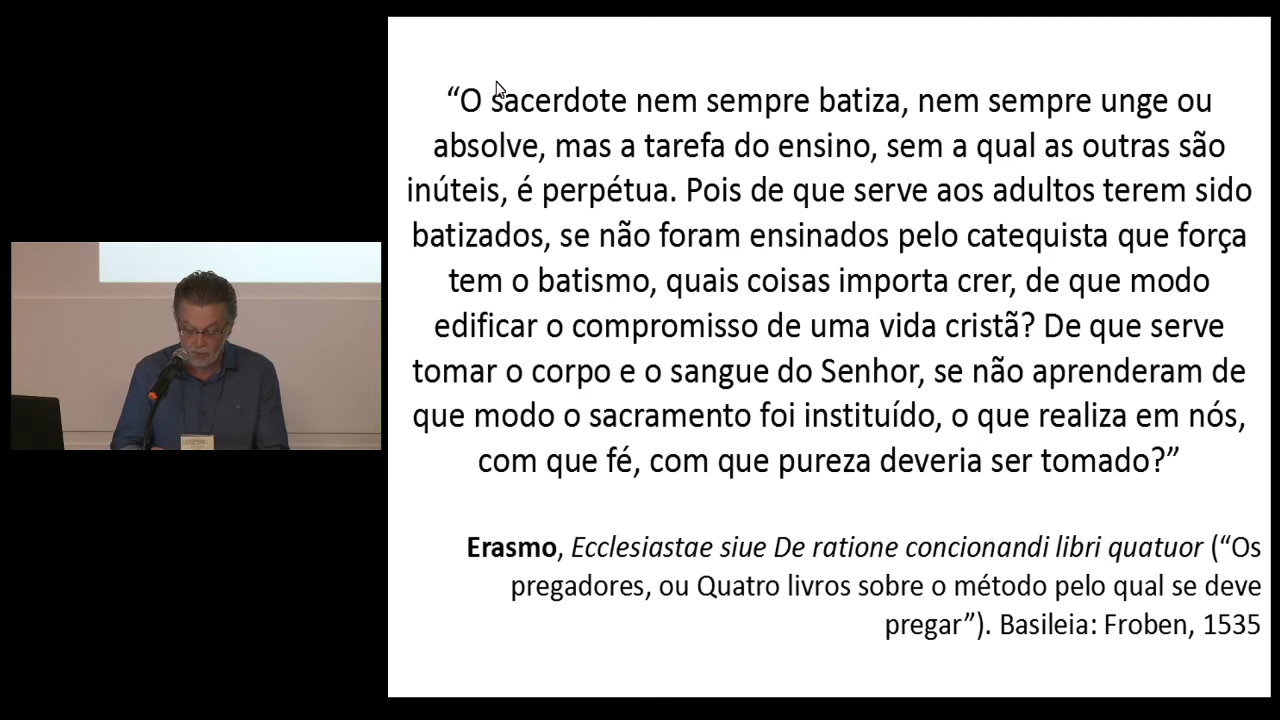 “O sacerdote nem sempre batiza, nem sempre unge ou
absolve, mas a tarefa do ensino, sem a qual as outras são
inúteis, é perpétua. Pois de que serve aos adultos terem sido
batizados, se não foram ensinados pelo catequista que força
tem o batismo, quais coisas importa crer, de que modo
edificar o compromisso de uma vida cristã? De que serve
tomar o corpo e o sangue do Senhor, se não aprenderam de
que modo o sacramento foi instituído, o que realiza em nós,
com que fé, com que pureza deveria ser tomado?”
Erasmo, Ecclesiastae siue De ratione concionandi libri quatuor (“Os
pregadores, ou Quatro livros sobre o método pelo qual se deve
pregar”). Basileia: Froben, 1535